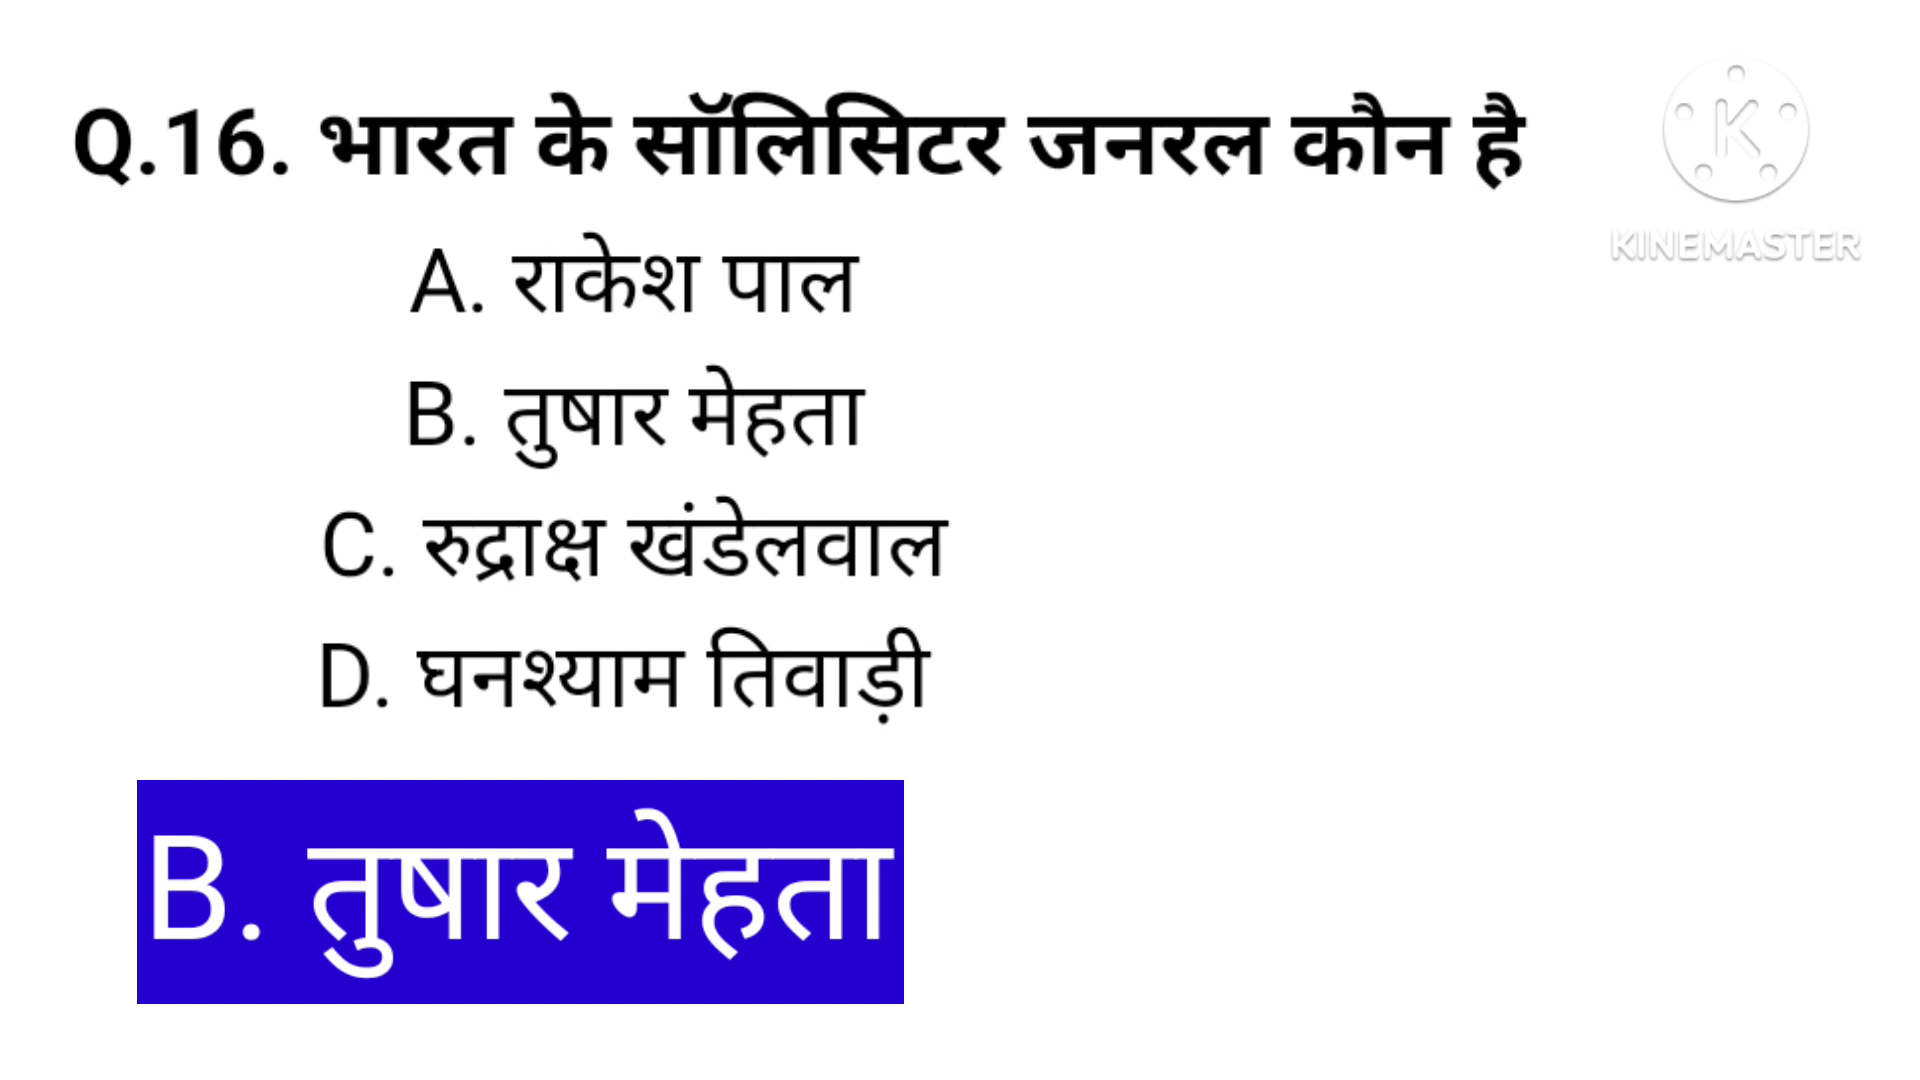 Q.16. भारत के सॉलिसिटर जनरल कौन है
A. राकेश पाल
B. तुषार मेहता
C. रुद्राक्ष खंडेलवाल
D. घनश्याम तिवाड़ी
B. तुषार मेहता
K
KINEMASTER